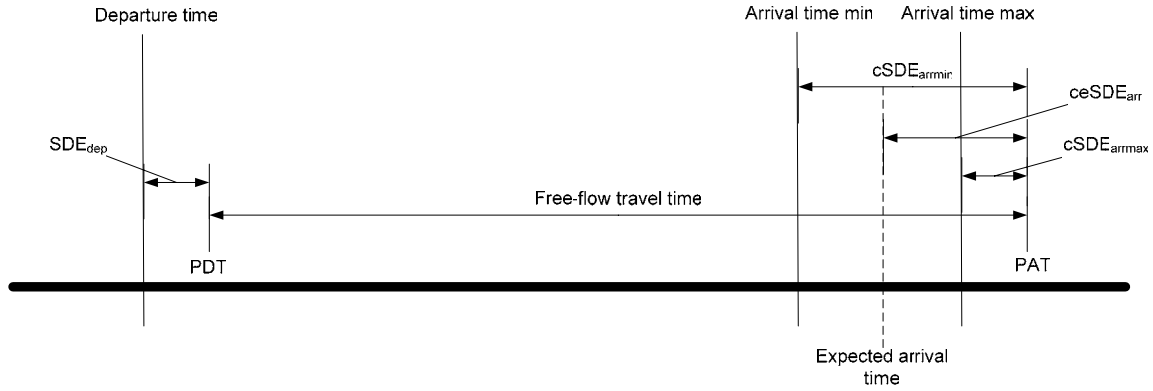 Departure time
Arrival time min
Arrival time max
cSDEarrmin
ceSDEarr
SDEdep
cSDEarrmax
Free-flow travel time
PDT
PAT
Expected arrival
time